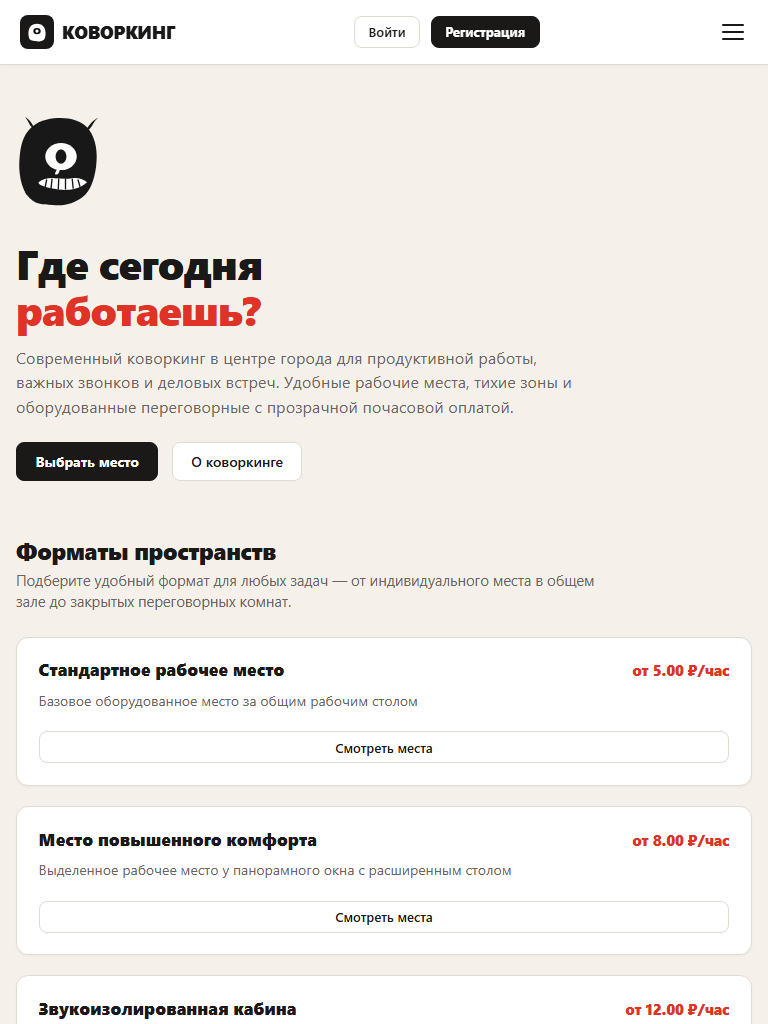 КОВОРКИНГ
Войти
Регистрация
Где сегодня
работаешь?
Современный коворкинг в центре города для продуктивной работы,
важных звонков и деловых встреч. Удобные рабочие места, тихие зоны и
оборудованные переговорные с прозрачной почасовой оплатой.
Выбрать место
О коворкинге
Форматы пространств
Подберите удобный формат для любых задач — от индивидуального места в общем
зале до закрытых переговорных комнат.
Стандартное рабочее место
от 5.00 ₽/час
Базовое оборудованное место за общим рабочим столом
Смотреть места
Место повышенного комфорта
от 8.00 ₽/час
Выделенное рабочее место у панорамного окна с расширенным столом
Смотреть места
Звукоизолированная кабина
от 12.00 ₽/час